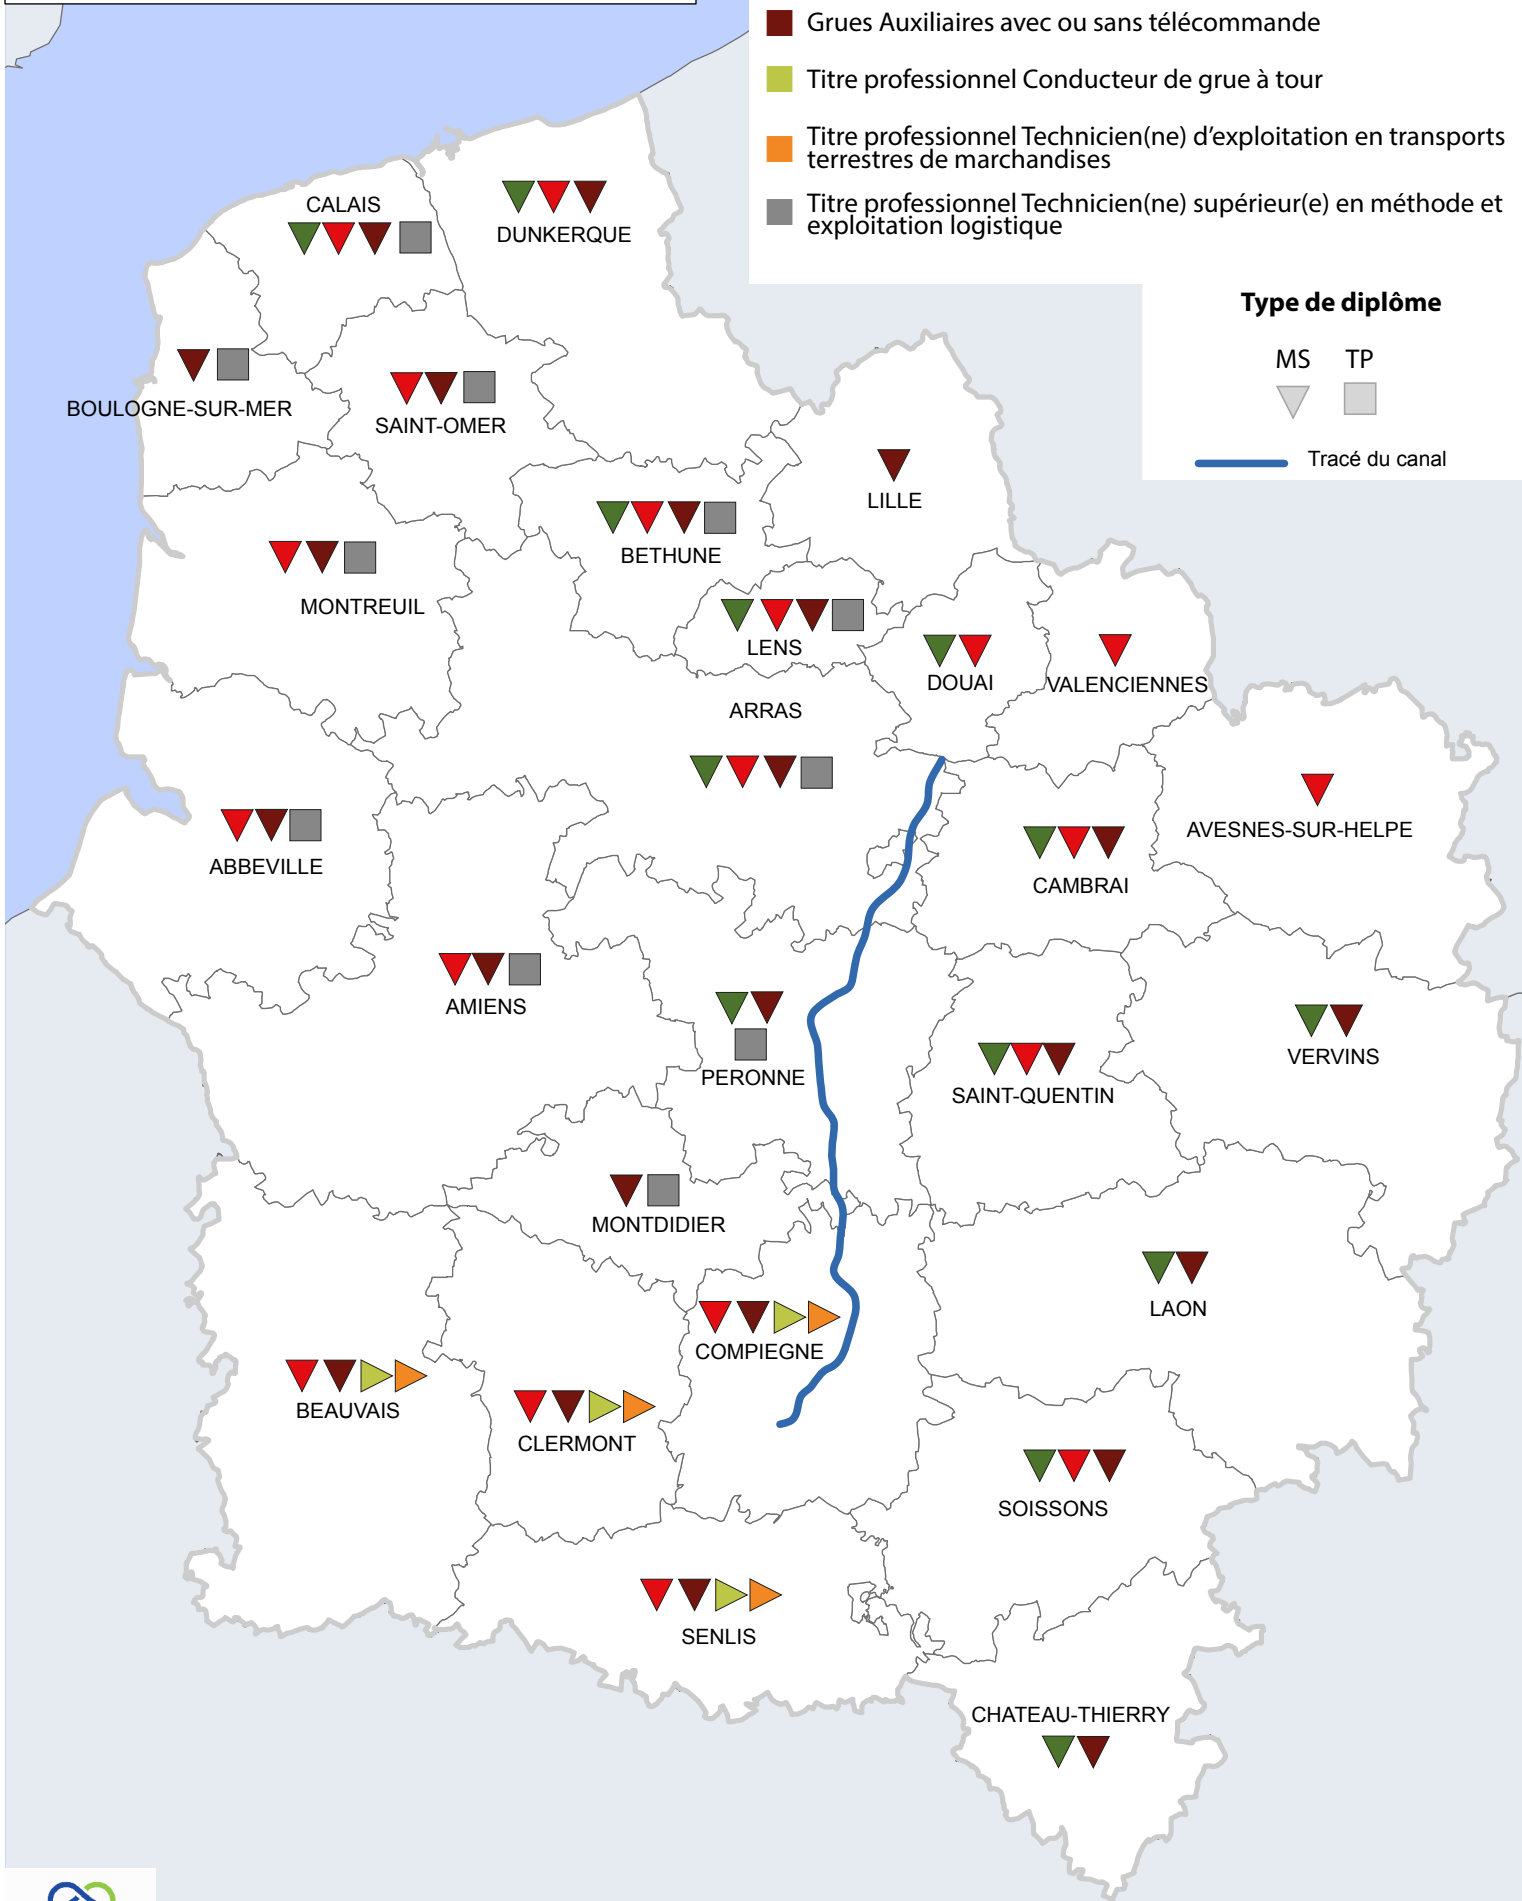 Grues Auxiliaires avec ou sans télécommande
Titre professionnel Conducteur de grue à tour
Titre professionnel Technicien(ne) d’exploitation en transports
terrestres de marchandises
Titre professionnel Technicien(ne) supérieur(e) en méthode et
exploitation logistique
Type de diplôme
MS TP
Tracé du canal
CALAIS
DUNKERQUE
BOULOGNE-SUR-MER
SAINT-OMER
LILLE
BETHUNE
MONTREUIL
LENS
DOUAI
VALENCIENNES
ARRAS
AVESNES-SUR-HELPE
ABBEVILLE
CAMBRAI
AMIENS
PERONNE
VERVINS
SAINT-QUENTIN
MONTDIDIER
LAON
COMPIEGNE
BEAUVAIS
CLERMONT
SOISSONS
SENLIS
CHATEAU-THIERRY